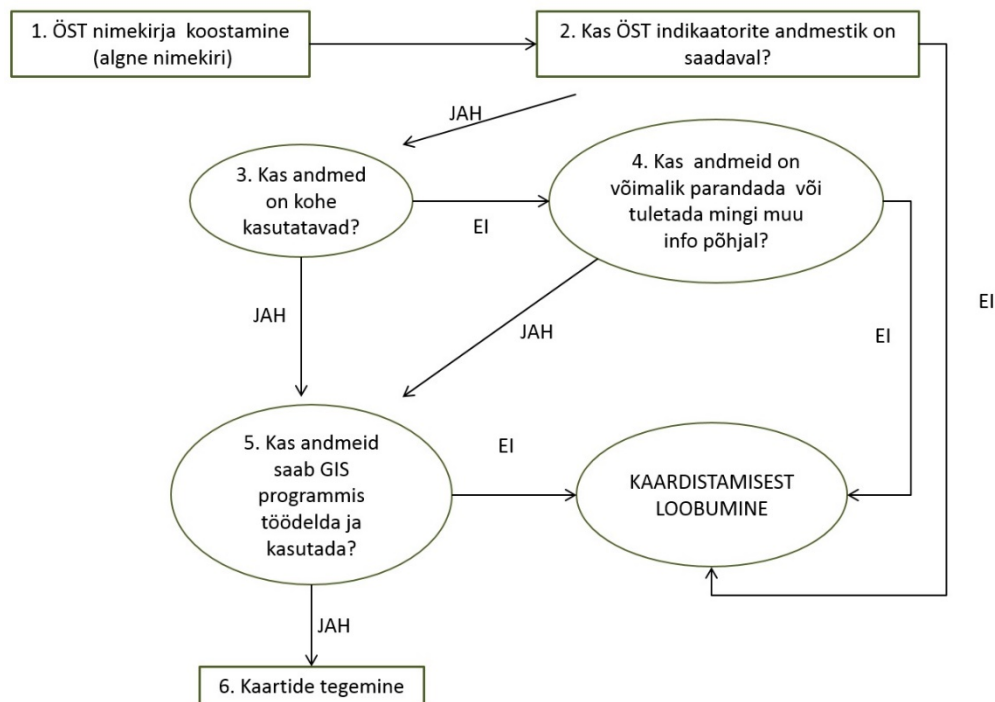 1. ÖST nimekirja koostamine
(algne nimekiri)
2. Kas ÖST indikaatorite andmestik on
saadaval?
JAH
3. Kas andmed
on kohe
kasutatavad?
EI
4. Kas andmeid on
võimalik parandada või
tuletada mingi muu
info põhjal?
EI
JAH
JAH
EI
5. Kas andmeid
saab GIS
programmis
töödelda ja
kasutada?
EI
KAARDISTAMISEST
LOOBUMINE
JAH
6. Kaartide tegemine